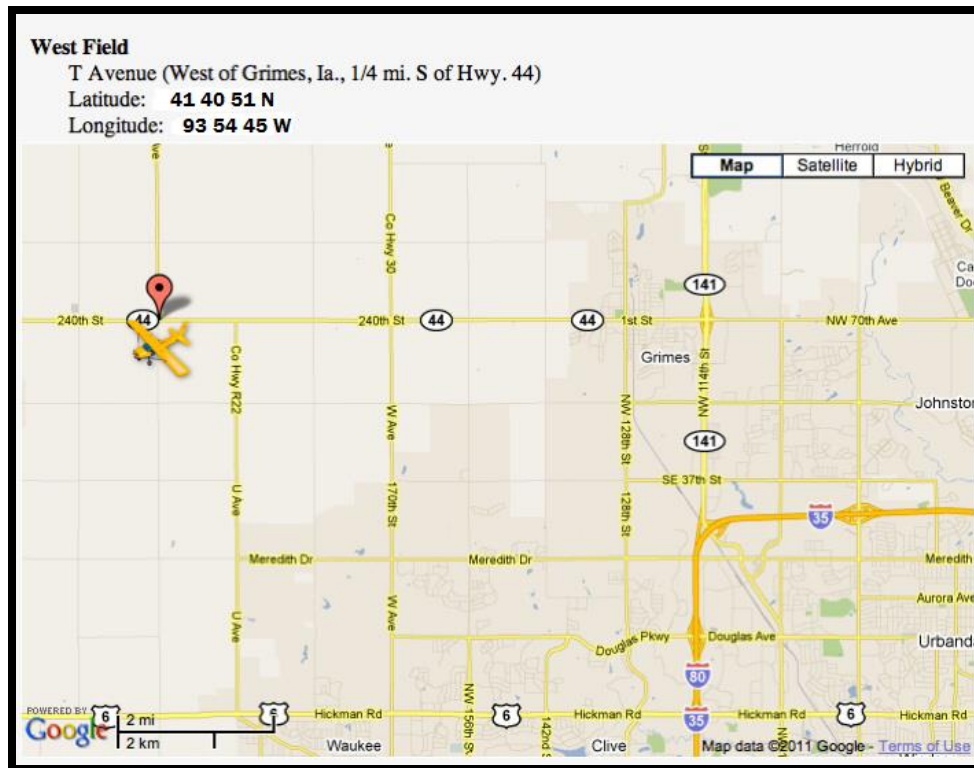 West Field
T Avenue (West of Grimes, Ia., 1/4 mi. S of Hwy. 44)
Latitude: 41 40 51 N
Longitude: 93 54 45 W
Herrold
Map Satellite Hybrid
Ave
Co Hwy 30
Beaver Dr
141
240th St 44 240th St 44 44 1st St NW 70th Ave
Grimes
Co Hwy R22
NW 114th St
W Ave
NW 128th St
Johnston
141
SE 37th St
U Ave
170th St
128th St
35
Meredith Dr Meredith Dr Meredith
Aurora Ave
U Ave
W Ave
Douglas Pkwy Douglas Ave
Urbanda
80
NW 156th St
142nd S
POWERED BY
Google
6 6 Hickman Rd 6 Hickman Rd 35 Hickman Rd 6 Hickman Rd
2 mi
2 km
Waukee Clive
Map data ©2011 Google - Terms of Use